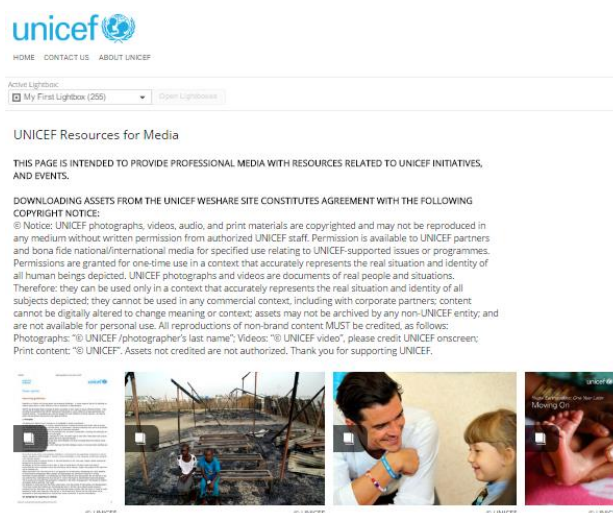 unicef
HOME CONTACT US ABOUT UNICEF
Active Lightbox:
My First Lightbox (255) Open Lightboxes
UNICEF Resources for Media
THIS PAGE IS INTENDED TO PROVIDE PROFESSIONAL MEDIA WITH RESOURCES RELATED TO UNICEF INITIATIVES,
AND EVENTS.
DOWNLOADING ASSETS FROM THE UNICEF WESHARE SITE CONSTITUTES AGREEMENT WITH THE FOLLOWING
COPYRIGHT NOTICE:
© Notice: UNICEF photographs, videos, audio, and print materials are copyrighted and may not be reproduced in
any medium without written permission from authorized UNICEF staff. Permission is available to UNICEF partners
and bona fide national/international media for specified use relating to UNICEF-supported issues or programmes.
Permissions are granted for one-time use in a context that accurately represents the real situation and identity of
all human beings depicted. UNICEF photographs and videos are documents of real people and situations.
Therefore: they can be used only in a context that accurately represents the real situation and identity of all
subjects depicted; they cannot be used in any commercial context, including with corporate partners; content
cannot be digitally altered to change meaning or context; assets may not be archived by any non-UNICEF entity; and
are not available for personal use. All reproductions of non-brand content MUST be credited, as follows:
Photographs: "© UNICEF /photographer's last name"; Videos: "© UNICEF video", please credit UNICEF onscreen;
Print content: "© UNICEF". Assets not credited are not authorized. Thank you for supporting UNICEF.
unicef
One Year Later
Moving On
© UNICEF © UNICEF © UNICEF